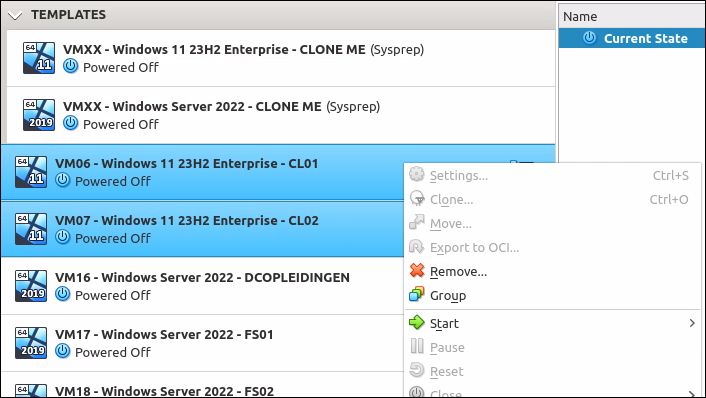 TEMPLATES
Name
Current State
64
VMXX - Windows 11 23H2 Enterprise - CLONE ME (Sysprep)
11
Powered Off
64
VMXX - Windows Server 2022 - CLONE ME (Sysprep)
2019
Powered Off
64
VM06 - Windows 11 23H2 Enterprise - CL01
11
Powered Off
64
VM07 - Windows 11 23H2 Enterprise - CL02
11
Powered Off
64
VM16 - Windows Server 2022 - DCOPLEIDINGEN
2019
Powered Off
64
VM17 - Windows Server 2022 - FS01
2019
Powered Off
64
VM18 - Windows Server 2022 - FS02
Settings... Ctrl+S
Clone... Ctrl+O
Move...
Export to OCI...
Remove...
Group
Start
Pause
Reset
Close